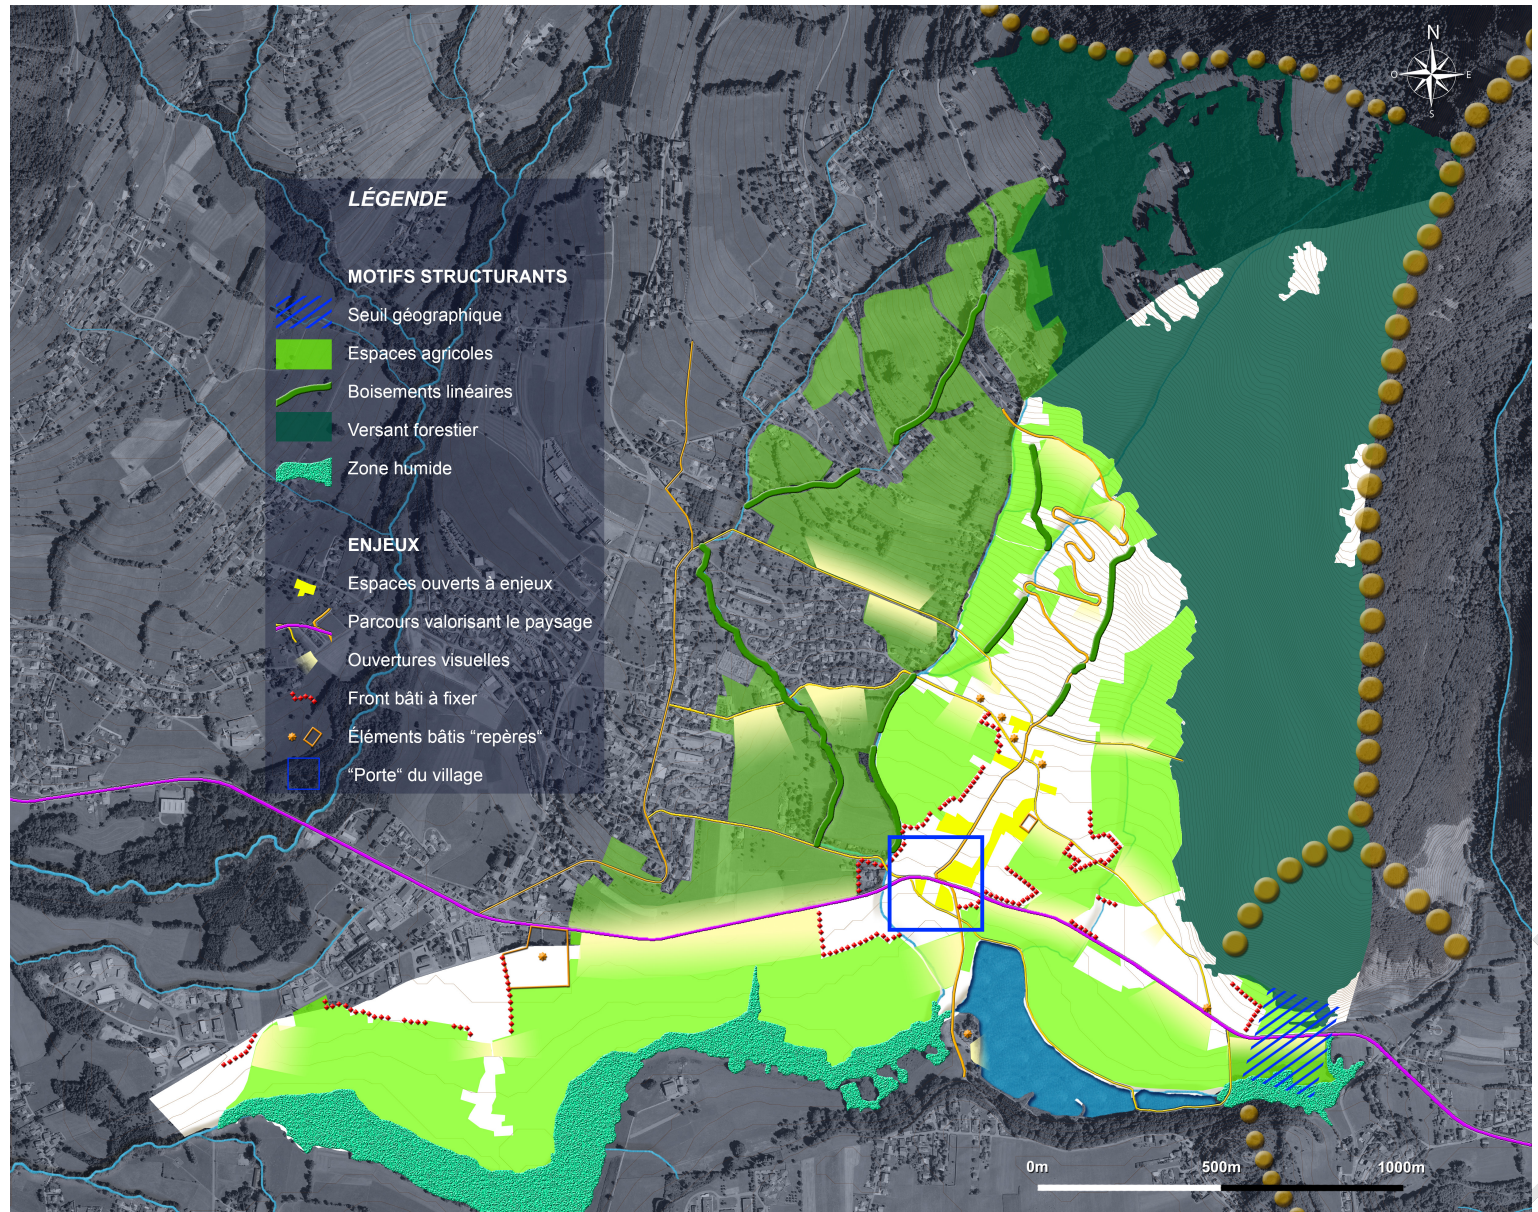 N
O
E
S
LÉGENDE
MOTIFS STRUCTURANTS
Seuil géographique
Espaces agricoles
Boisements linéaires
Versant forestier
Zone humide
ENJEUX
Espaces ouverts à enjeux
Parcours valorisant le paysage
Ouvertures visuelles
Front bâti à fixer
Éléments bâtis “repères“
“Porte“ du village
0m 500m 1000m